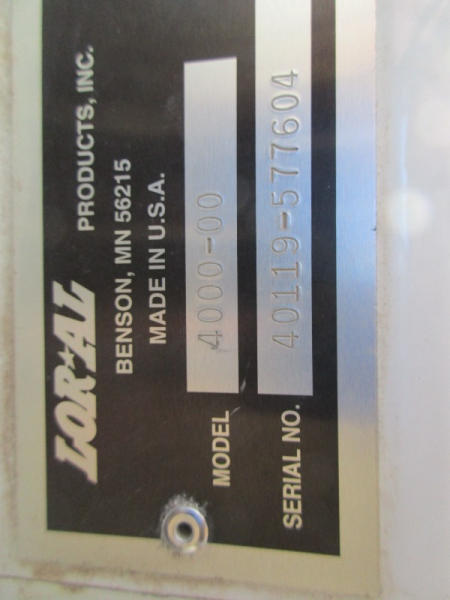 LOR★AL PRODUCTS, INC.
BENSON, MN 56215
MADE IN U.S.A.
MODEL 4000-00
SERIAL NO. 40119-577604